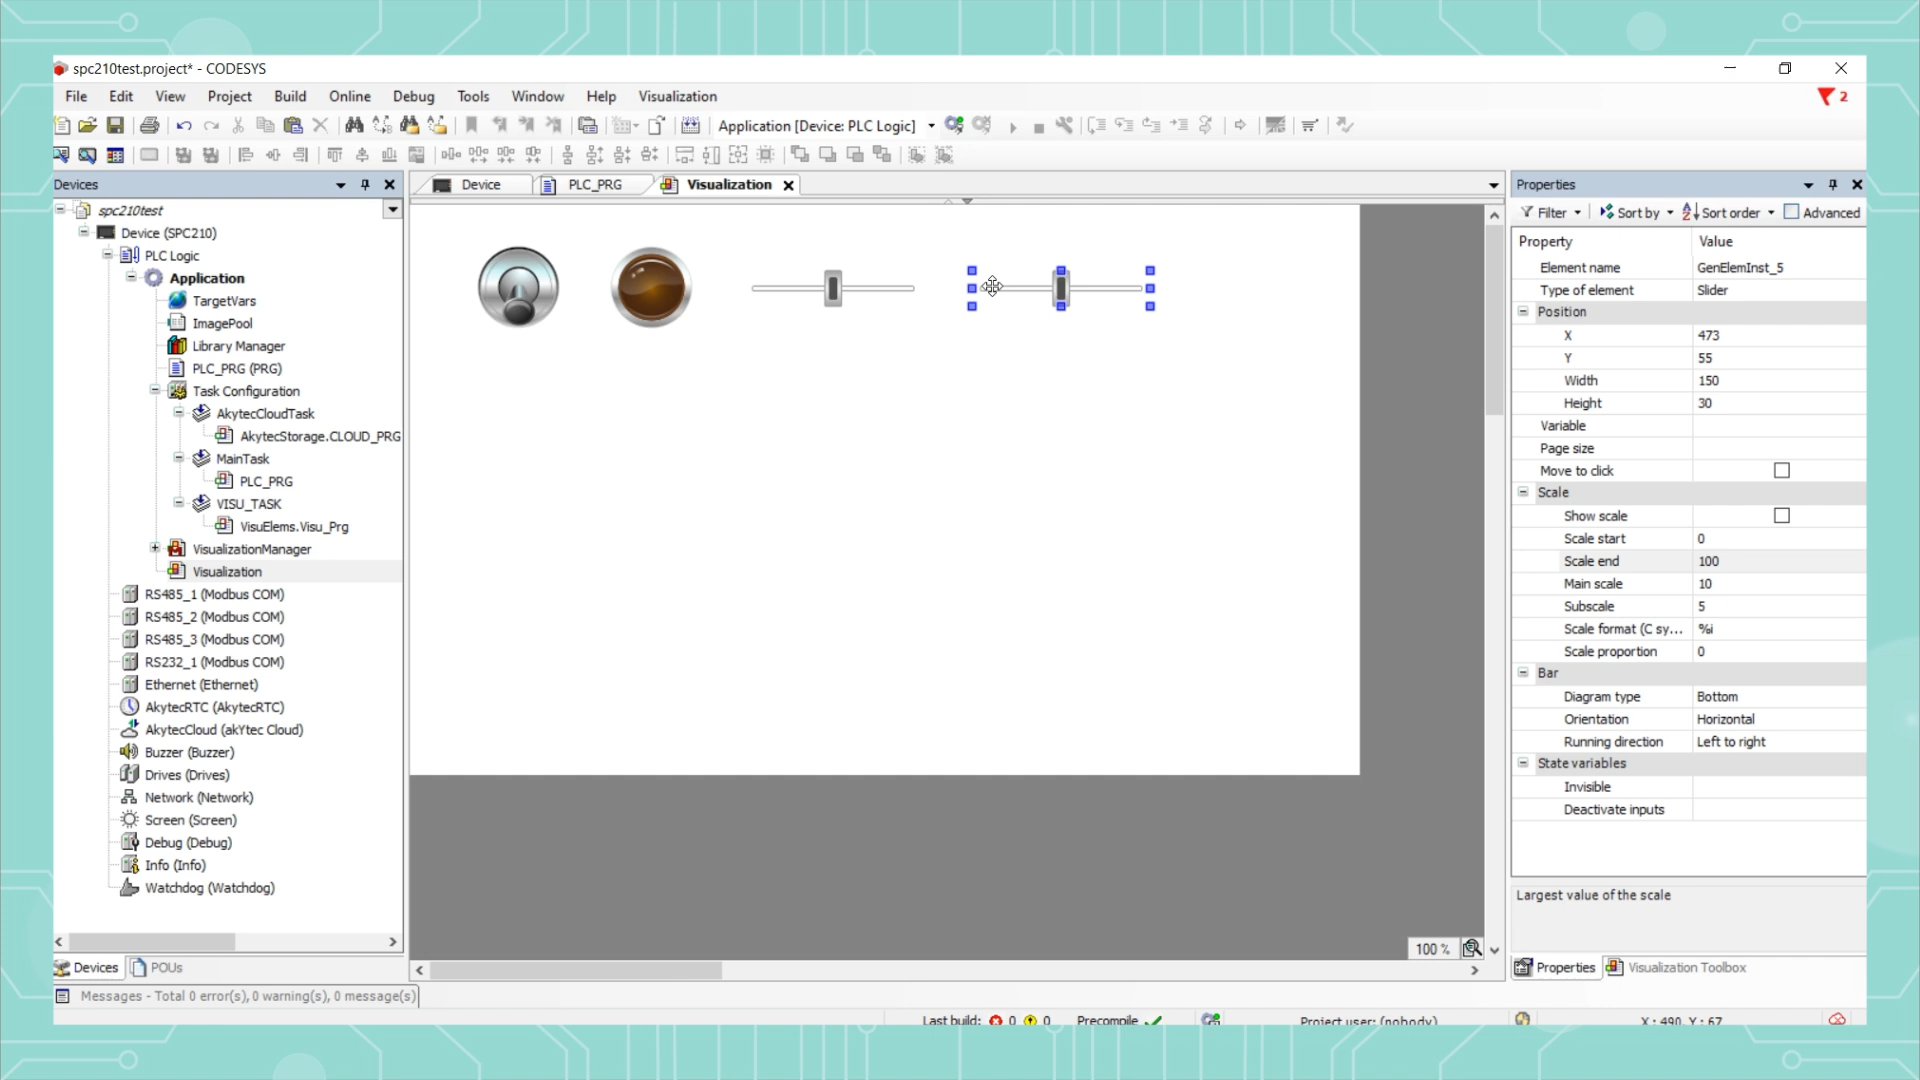 spc210test.project* - CODESYS
File Edit View Project Build Online Debug Tools Window Help Visualization
2
Application [Device: PLC Logic]
Devices
Device
PLC_PRG
Visualization
Properties
spc210test
Device (SPC210)
PLC Logic
Application
TargetVars
ImagePool
Library Manager
PLC_PRG (PRG)
Task Configuration
AkytecCloudTask
AkytecStorage.CLOUD_PRG
MainTask
PLC_PRG
VISU_TASK
VisuElems.Visu_Prg
VisualizationManager
Visualization
RS485_1 (Modbus COM)
RS485_2 (Modbus COM)
RS485_3 (Modbus COM)
RS232_1 (Modbus COM)
Ethernet (Ethernet)
AkytecRTC (AkytecRTC)
AkytecCloud (akYtec Cloud)
Buzzer (Buzzer)
Drives (Drives)
Network (Network)
Screen (Screen)
Debug (Debug)
Info (Info)
Watchdog (Watchdog)
Devices POUs
100 %
Filter Sort by Sort order Advanced
Property Value
Element name GenElemInst_5
Type of element Slider
Position
X 473
Y 55
Width 150
Height 30
Variable
Page size
Move to click
Scale
Show scale
Scale start 0
Scale end 100
Main scale 10
Subscale 5
Scale format (C sy... %i
Scale proportion 0
Bar
Diagram type Bottom
Orientation Horizontal
Running direction Left to right
State variables
Invisible
Deactivate inputs
Largest value of the scale
Properties Visualization Toolbox
Messages - Total 0 error(s), 0 warning(s), 0 message(s)
Last build: 0 0 Precompile Project user: (nobody) X: 490, Y: 67